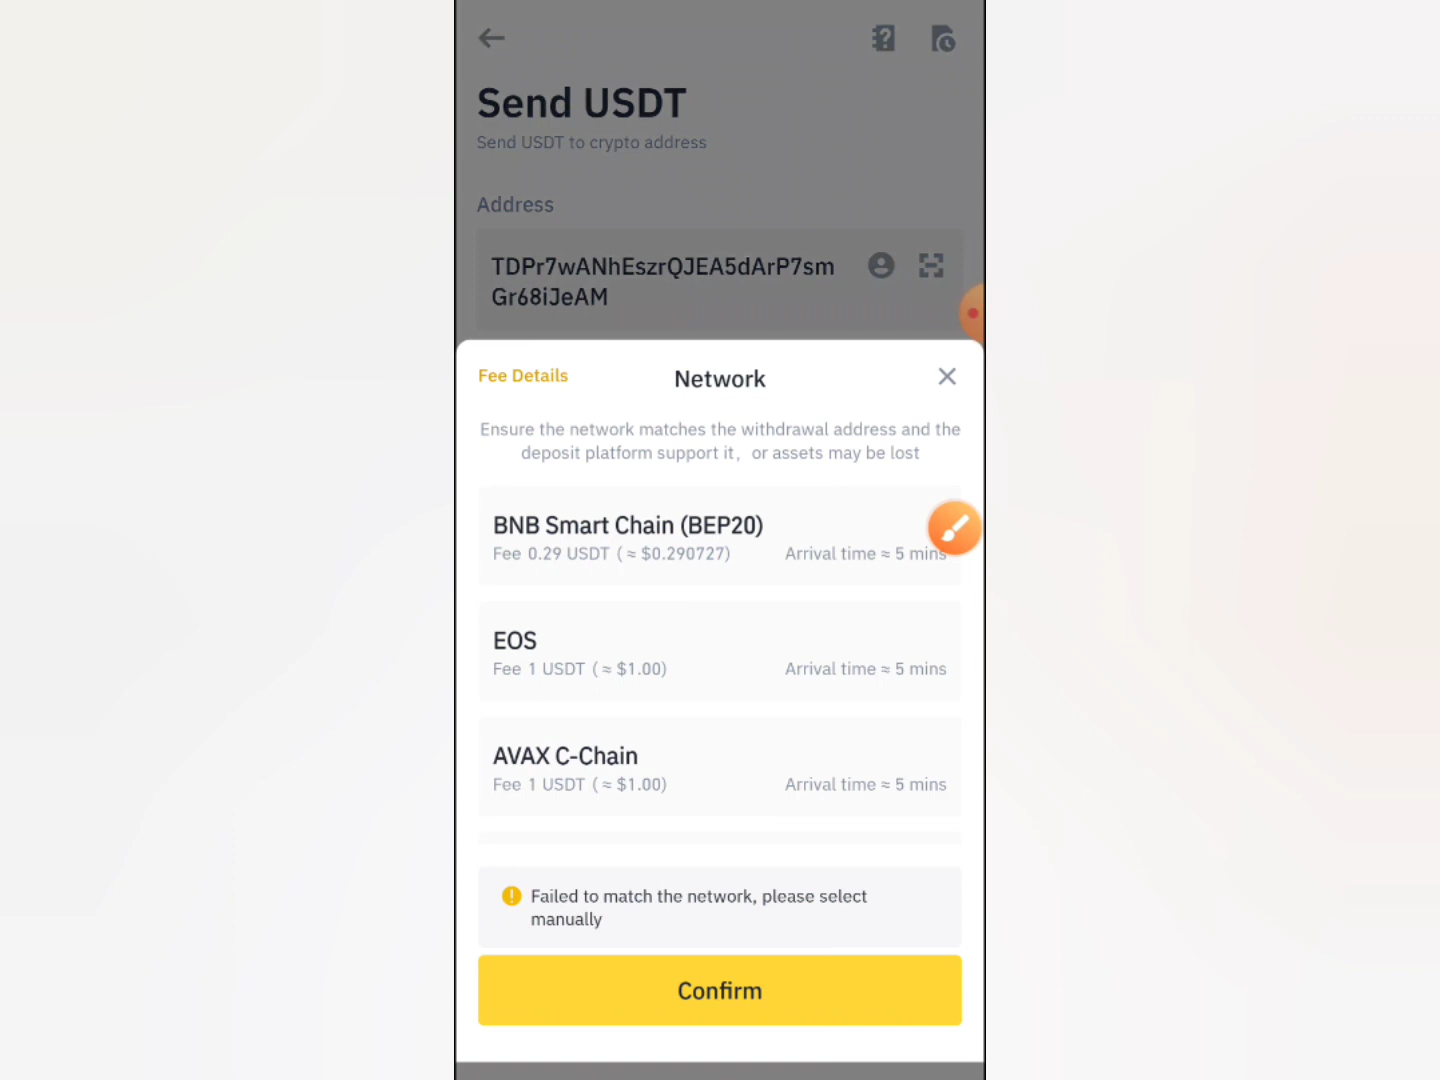 Send USDT
Send USDT to crypto address
Address
TDPr7wANhEszrQJEA5dArP7sm
Gr68iJeAM
Fee Details
Network
Ensure the network matches the withdrawal address and the
deposit platform support it, or assets may be lost
BNB Smart Chain (BEP20)
Fee 0.29 USDT (≈ $0.290727)
Arrival time ≈ 5 mins
EOS
Fee 1 USDT (≈ $1.00)
Arrival time ≈ 5 mins
AVAX C-Chain
Fee 1 USDT (≈ $1.00)
Arrival time ≈ 5 mins
Failed to match the network, please select
manually
Confirm